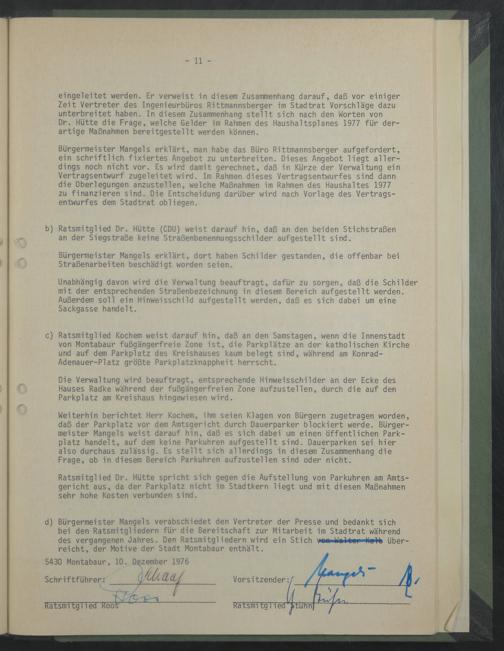 - 11 -
eingeleitet werden. Er verweist in diesem Zusammenhang darauf, daß vor einiger
Zeit Vertreter des Ingenieurbüros Rittmannsberger im Stadtrat Vorschläge dazu
unterbreitet haben. In diesem Zusammenhang stellt sich nach den Worten von
Dr. Hütte die Frage, welche Gelder im Rahmen des Haushaltsplanes 1977 für der-
artige Maßnahmen bereitgestellt werden können.
Bürgermeister Mangels erklärt, man habe das Büro Rittmannsberger aufgefordert,
ein schriftlich fixiertes Angebot zu unterbreiten. Dieses Angebot liegt aller-
dings noch nicht vor. Es wird damit gerechnet, daß in Kürze der Verwaltung ein
Vertragsentwurf zugeleitet wird. Im Rahmen dieses Vertragsentwurfes sind dann
die Überlegungen anzustellen, welche Maßnahmen im Rahmen des Haushaltes 1977
zu finanzieren sind. Die Entscheidung darüber wird nach Vorlage des Vertrags-
entwurfes dem Stadtrat obliegen.
b) Ratsmitglied Dr. Hütte (CDU) weist darauf hin, daß an den beiden Stichstraßen
an der Siegstraße keine Straßenbenennungsschilder aufgestellt sind.
Bürgermeister Mangels erklärt, dort haben Schilder gestanden, die offenbar bei
Straßenarbeiten beschädigt worden seien.
Unabhängig davon wird die Verwaltung beauftragt, dafür zu sorgen, daß die Schilder
mit der entsprechenden Straßenbezeichnung in diesem Bereich aufgestellt werden.
Außerdem soll ein Hinweisschild aufgestellt werden, daß es sich dabei um eine
Sackgasse handelt.
c) Ratsmitglied Kochem weist darauf hin, daß an den Samstagen, wenn die Innenstadt
von Montabaur fußgängerfreie Zone ist, die Parkplätze an der katholischen Kirche
und auf dem Parkplatz des Kreishauses kaum belegt sind, während am Konrad-
Adenauer-Platz größte Parkplatzknappheit herrscht.
Die Verwaltung wird beauftragt, entsprechende Hinweisschilder an der Ecke des
Hauses Radke während der fußgängerfreien Zone aufzustellen, durch die auf den
Parkplatz am Kreishaus hingewiesen wird.
Weiterhin berichtet Herr Kochem, ihm seien Klagen von Bürgern zugetragen worden,
daß der Parkplatz vor dem Amtsgericht durch Dauerparker blockiert werde. Bürger-
meister Mangels weist darauf hin, daß es sich dabei um einen öffentlichen Park-
platz handelt, auf dem keine Parkuhren aufgestellt sind. Dauerparken sei hier
also durchaus zulässig. Es stellt sich allerdings in diesem Zusammenhang die
Frage, ob in diesem Bereich Parkuhren aufzustellen sind oder nicht.
Ratsmitglied Dr. Hütte spricht sich gegen die Aufstellung von Parkuhren am Amts-
gericht aus, da der Parkplatz nicht im Stadtkern liegt und mit diesen Maßnahmen
sehr hohe Kosten verbunden sind.
d) Bürgermeister Mangels verabschiedet den Vertreter der Presse und bedankt sich
bei den Ratsmitgliedern für die Bereitschaft zur Mitarbeit im Stadtrat während
des vergangenen Jahres. Den Ratsmitgliedern wird ein Stich von Walter Kalb über-
reicht, der Motive der Stadt Montabaur enthält.
5430 Montabaur, 10. Dezember 1976
Schriftführer: Vorsitzender: Mangels
Roos
Ratsmitglied Roos Ratsmitglied Stühn